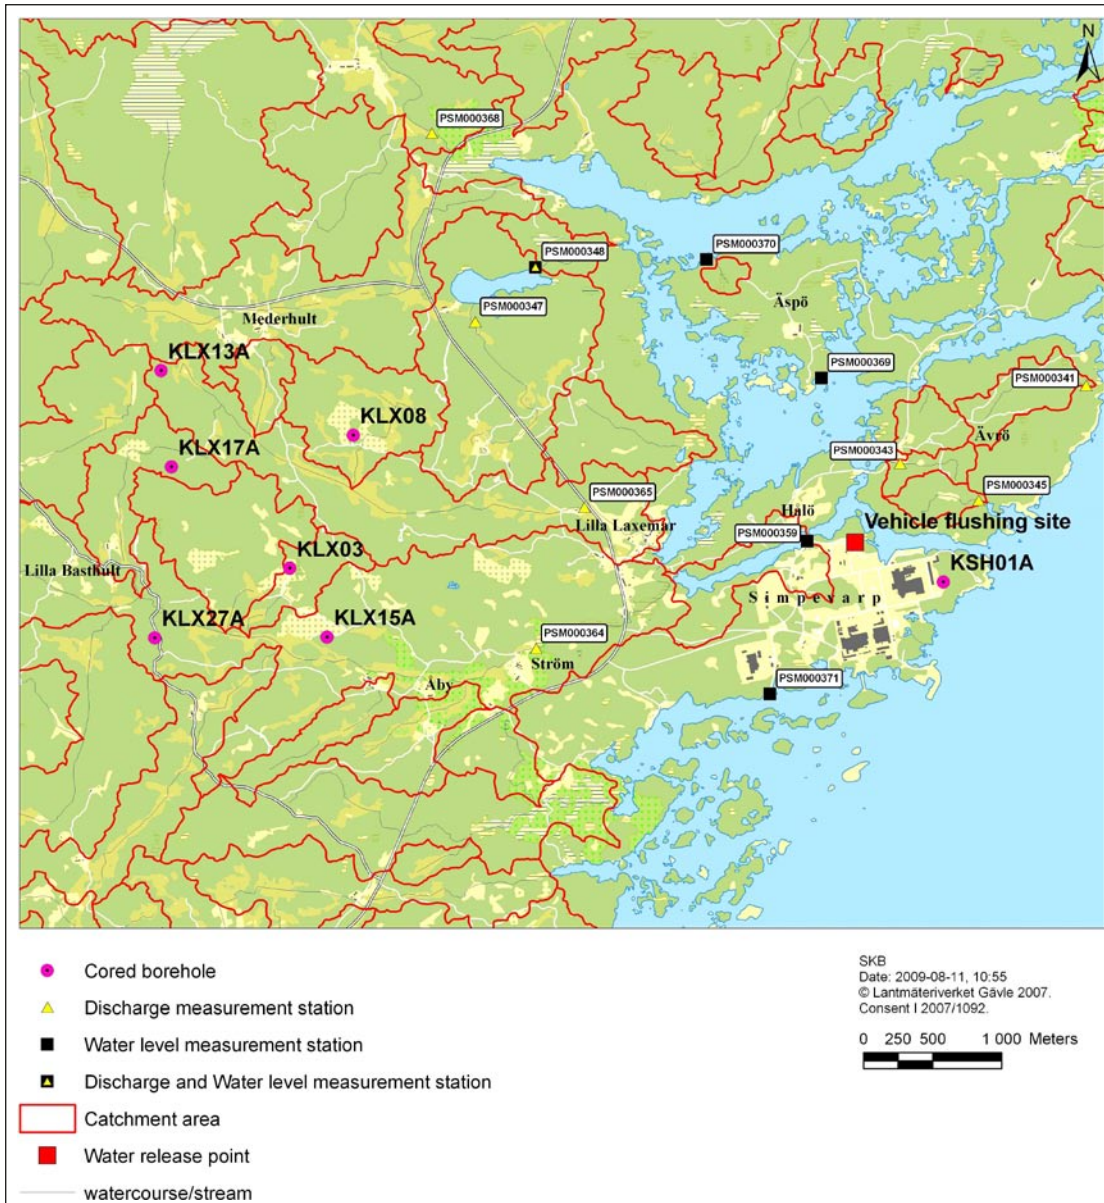 N
PSM000368
PSM000348
PSM000370
PSM000347
Äspö
Mederhult
KLX13A
PSM000369
PSM000341
KLX08
Ävrö
KLX17A
PSM000343
PSM000365
PSM000345
Lilla Laxemar
Halö
Vehicle flushing site
PSM000359
KLX03
Lilla Basthult
KSH01A
Simpevarp
KLX27A
KLX15A
PSM000364
Ström
PSM000371
Åby
Cored borehole
Discharge measurement station
Water level measurement station
Discharge and Water level measurement station
Catchment area
Water release point
watercourse/stream
SKB
Date: 2009-08-11, 10:55
© Lantmäteriverket Gävle 2007.
Consent I 2007/1092.
0 250 500 1 000 Meters